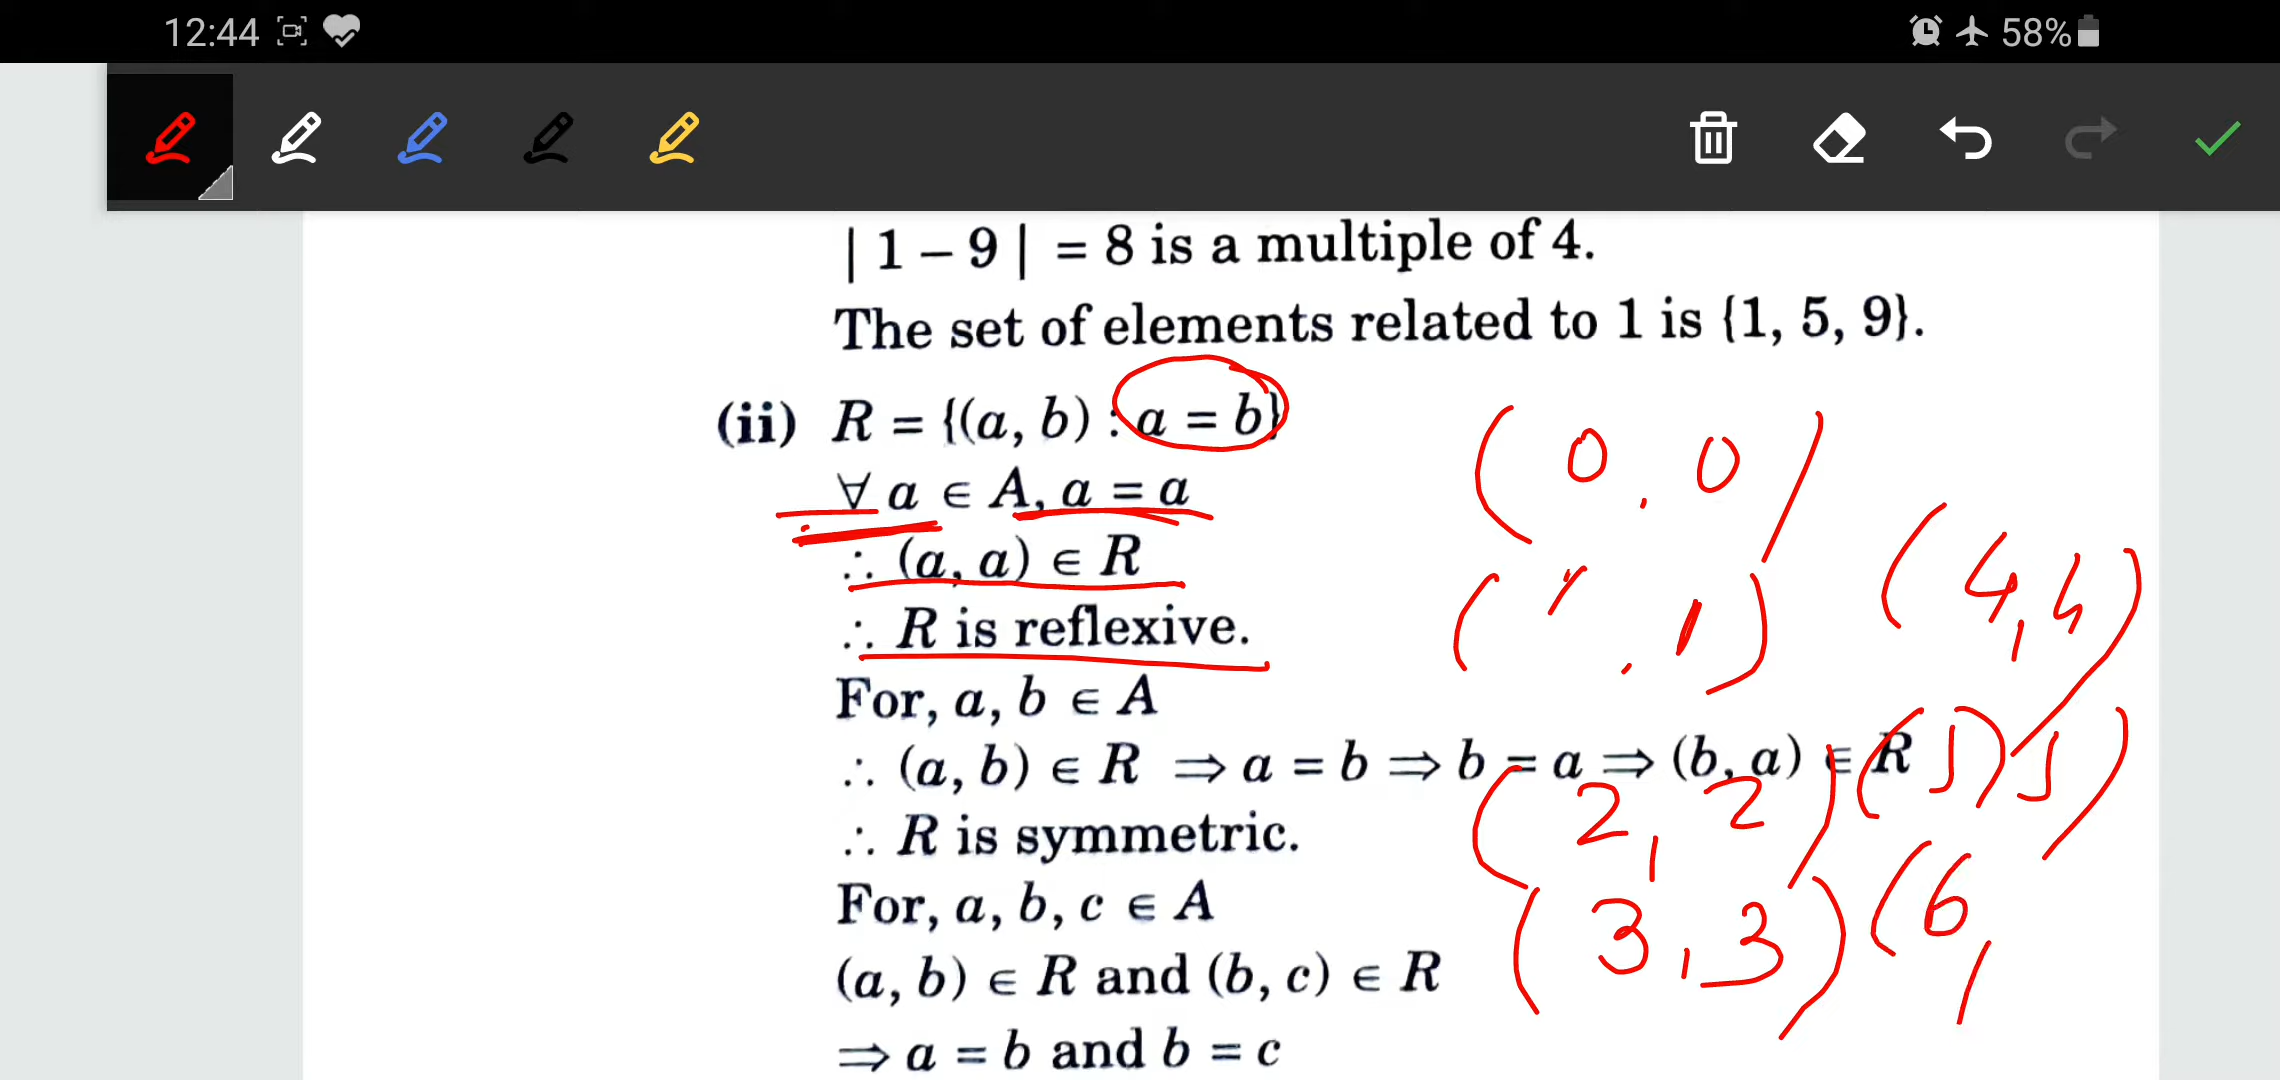 12:44 58%
| 1 – 9 | = 8 is a multiple of 4.
The set of elements related to 1 is {1, 5, 9}.
(ii) R = {(a, b) : a = b}
∀ a ∈ A, a = a
∴ (a, a) ∈ R
∴ R is reflexive.
For, a, b ∈ A
∴ (a, b) ∈ R ⇒ a = b ⇒ b = a ⇒ (b, a) ∈ R
∴ R is symmetric.
For, a, b, c ∈ A
(a, b) ∈ R and (b, c) ∈ R
⇒ a = b and b = c
(0, 0)
(1, 1)
(2, 2)
(3, 3)
(4, 4)
(5, 5)
(6,